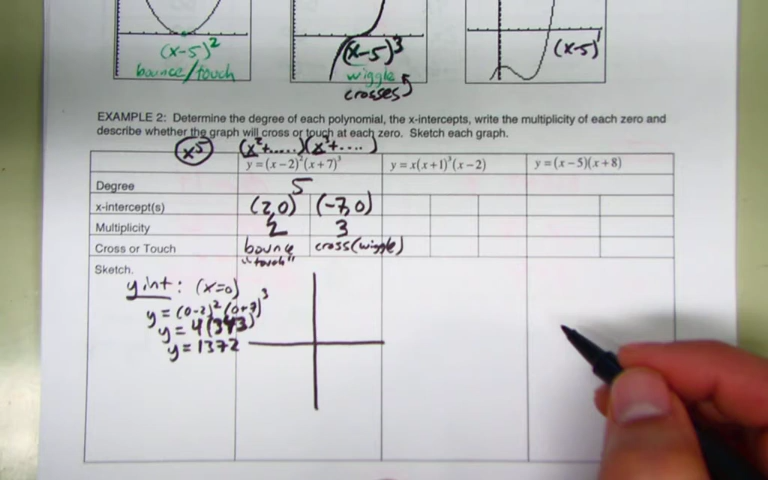 (x-5)² (x-5)³ (x-5)¹
bounce/touch wiggle
crosses
EXAMPLE 2: Determine the degree of each polynomial, the x-intercepts, write the multiplicity of each zero and
describe whether the graph will cross or touch at each zero. Sketch each graph.
x⁵ (x²+.....)(x³+....)
y = (x-2)²(x+7)³ y = x(x+1)³(x-2) y = (x-5)(x+8)
Degree 5
x-intercept(s) (2,0) (-7,0)
Multiplicity 2 3
Cross or Touch bounce cross(wiggle)
"touch"
Sketch.
y int: (x=0)
y = (0-2)²(0+7)³
y = 4(343)
y = 1372